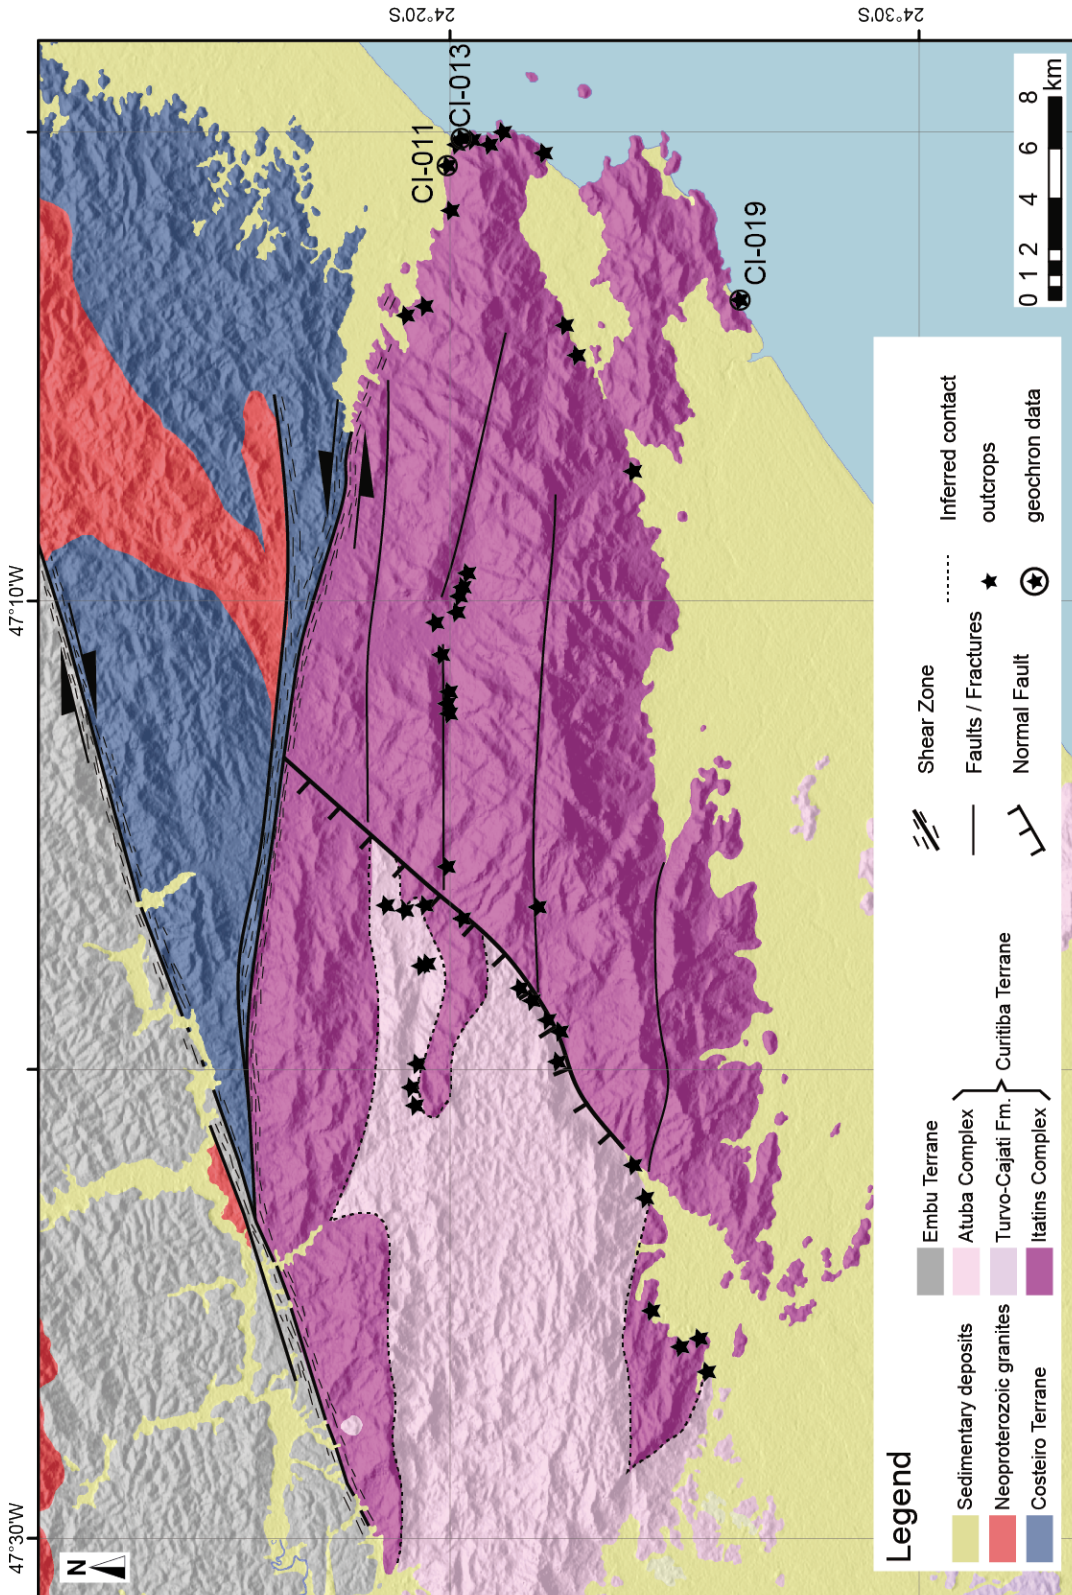 47°30'W
47°10'W
24°20'S
24°30'S
N
CI-011
CI-013
CI-019
0 1 2 4 6 8
km
Legend
Sedimentary deposits
Neoproterozoic granites
Costeiro Terrane
Embu Terrane
Atuba Complex
Turvo-Cajati Fm.
Itatins Complex
Curitiba Terrane
Shear Zone
Faults / Fractures
Normal Fault
Inferred contact
outcrops
geochron data